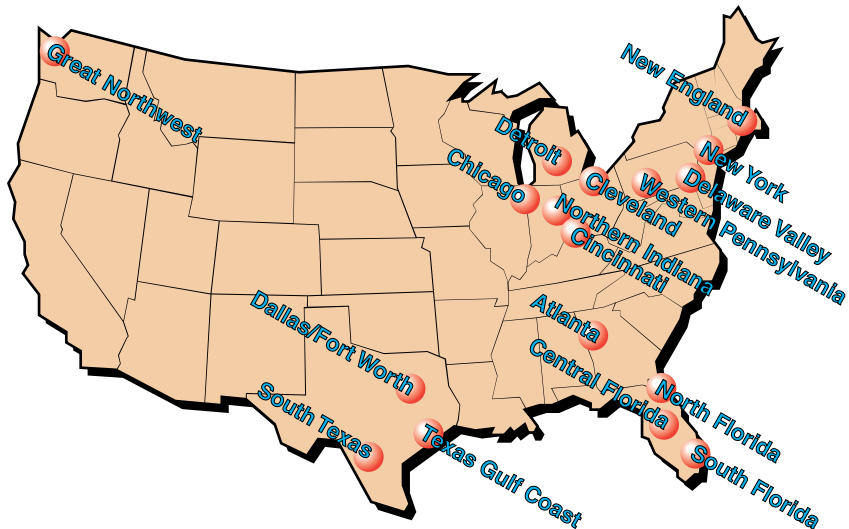 Great Northwest
New England
Detroit
New York
Chicago
Cleveland
Delaware Valley
Western Pennsylvania
Northern Indiana
Cincinnati
Atlanta
Dallas/Fort Worth
Central Florida
South Texas
North Florida
Texas Gulf Coast
South Florida